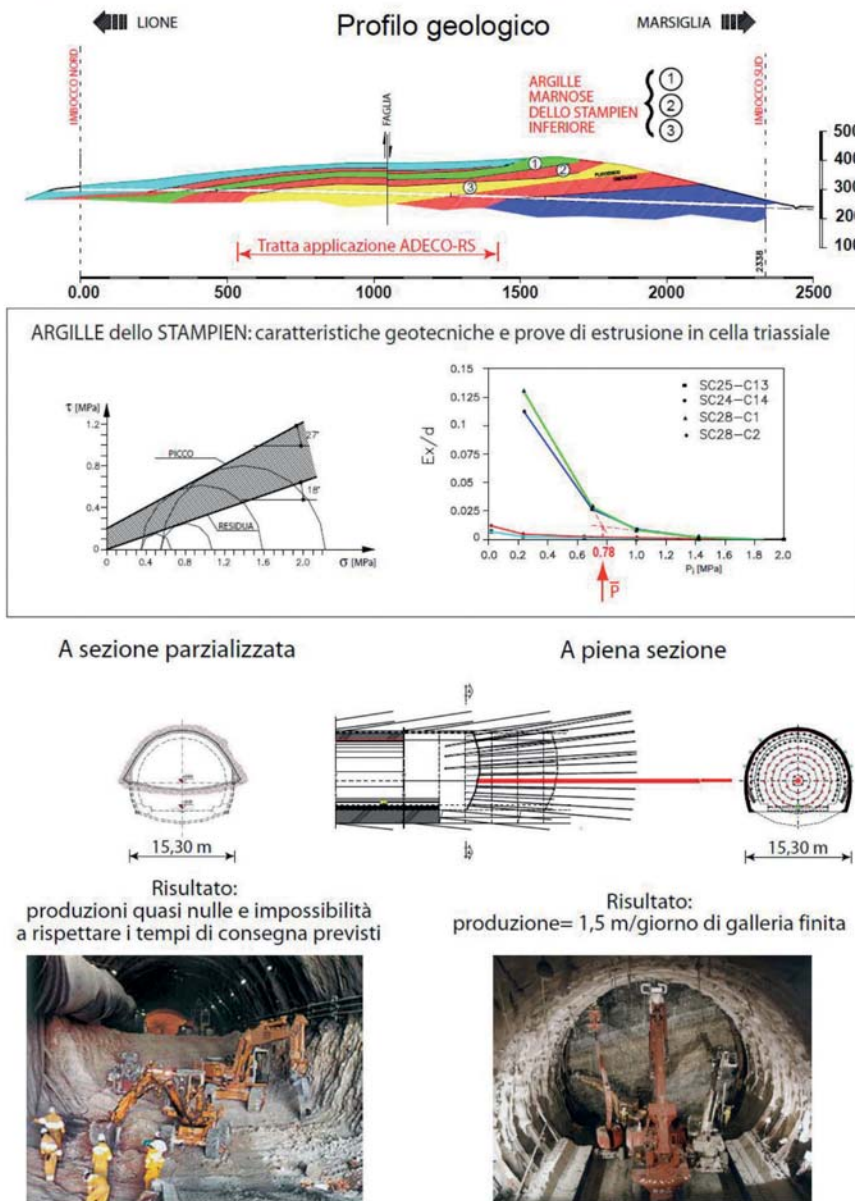 LIONE
Profilo geologico
MARSIGLIA
IMBOCCO NORD
FAGLIA
ARGILLE
MARNOSE
DELLO STAMPIEN
INFERIORE
1
2
3
IMBOCCO SUD
500
400
300
200
100
1
2
3
Tratta applicazione ADECO-RS
2338
0.00
500
1000
1500
2000
2500
ARGILLE dello STAMPIEN: caratteristiche geotecniche e prove di estrusione in cella triassiale
τ [MPa]
1.2
0.8
0.4
0
PICCO
27°
18°
RESIDUA
0 0.4 0.8 1.2 1.6 2.0
σ [MPa]
Ex/d
0.15
0.125
0.1
0.075
0.05
0.025
0
SC25-C13
SC24-C14
SC28-C1
SC28-C2
0.0 0.2 0.4 0.6 0.78 1.0 1.2 1.4 1.6 1.8 2.0
Pi [MPa]
P̅
A sezione parzializzata
A piena sezione
15,30 m
15,30 m
Risultato:
produzioni quasi nulle e impossibilità
a rispettare i tempi di consegna previsti
Risultato:
produzione= 1,5 m/giorno di galleria finita